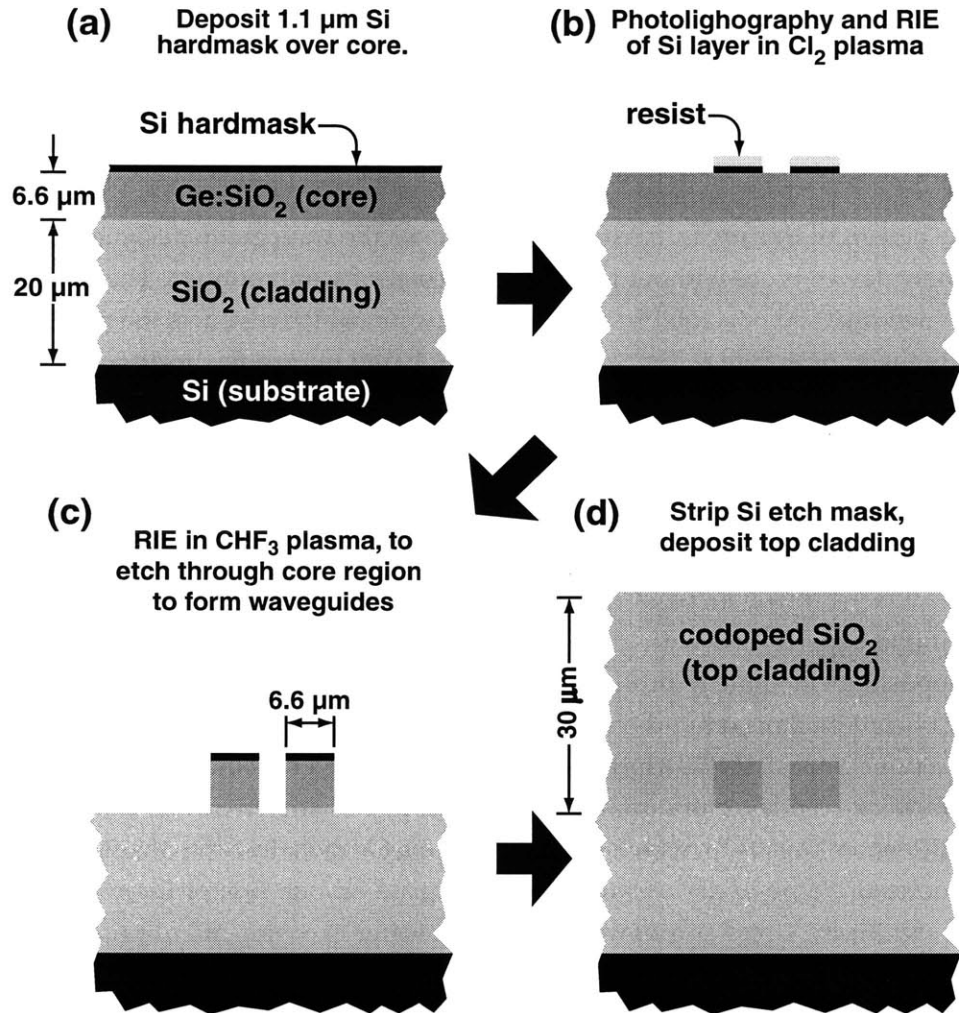 (a)
Deposit 1.1 µm Si
hardmask over core.
Si hardmask
6.6 µm
Ge:SiO₂ (core)
20 µm
SiO₂ (cladding)
Si (substrate)
(b)
Photolighography and RIE
of Si layer in Cl₂ plasma
resist
(c)
RIE in CHF₃ plasma, to
etch through core region
to form waveguides
6.6 µm
(d)
Strip Si etch mask,
deposit top cladding
codoped SiO₂
(top cladding)
30 µm